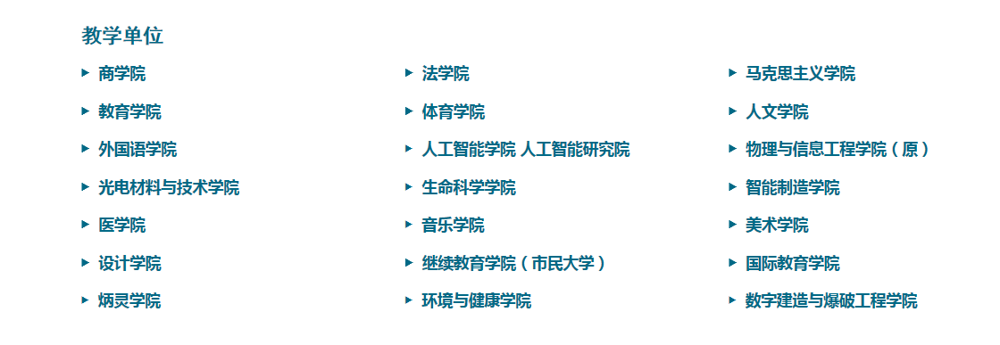 教学单位
商学院
法学院
马克思主义学院
教育学院
体育学院
人文学院
外国语学院
人工智能学院 人工智能研究院
物理与信息工程学院（原）
光电材料与技术学院
生命科学学院
智能制造学院
医学院
音乐学院
美术学院
设计学院
继续教育学院（市民大学）
国际教育学院
炳灵学院
环境与健康学院
数字建造与爆破工程学院